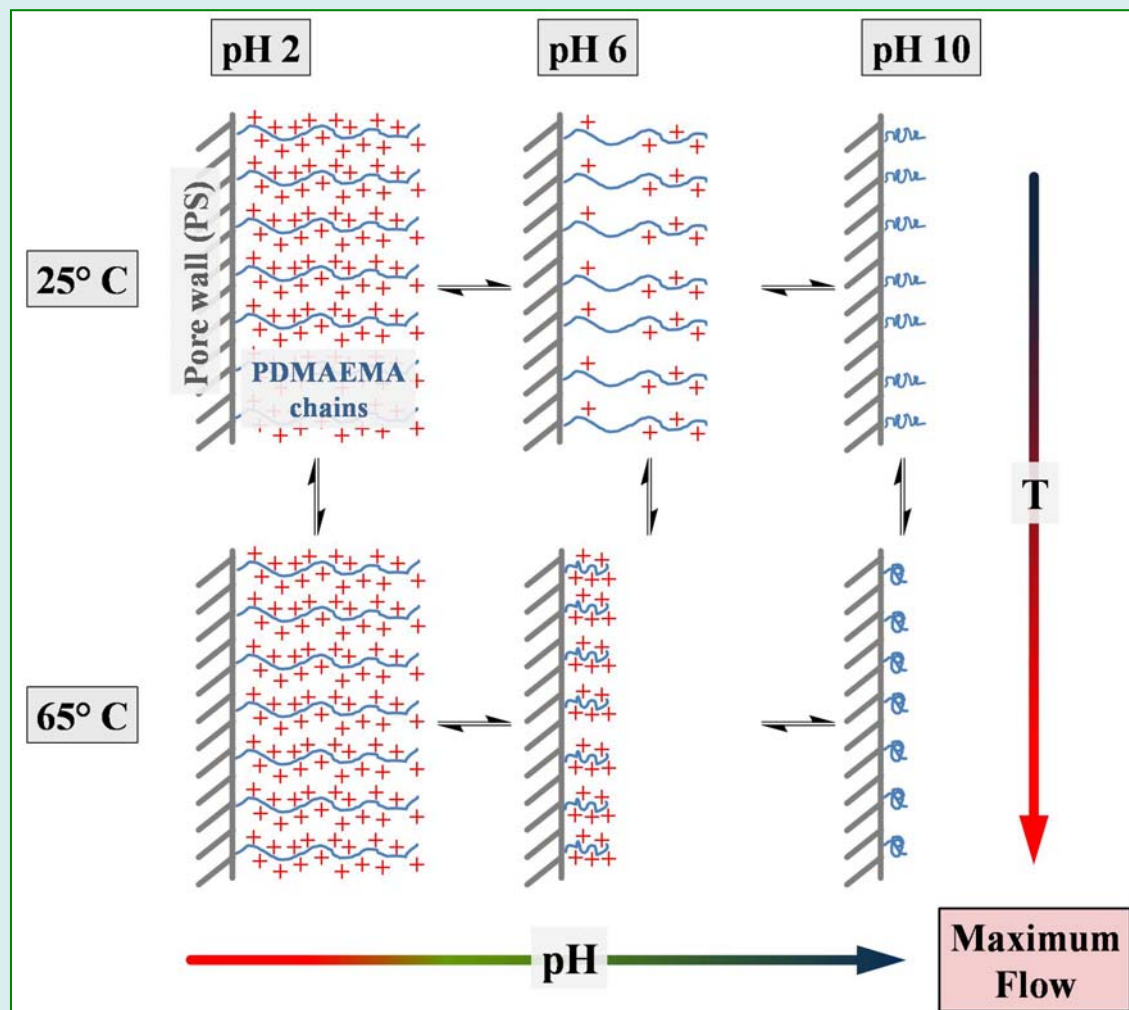 pH 2
pH 6
pH 10
25° C
Pore wall (PS)
PDMAEMA
chains
T
65° C
pH
Maximum
Flow